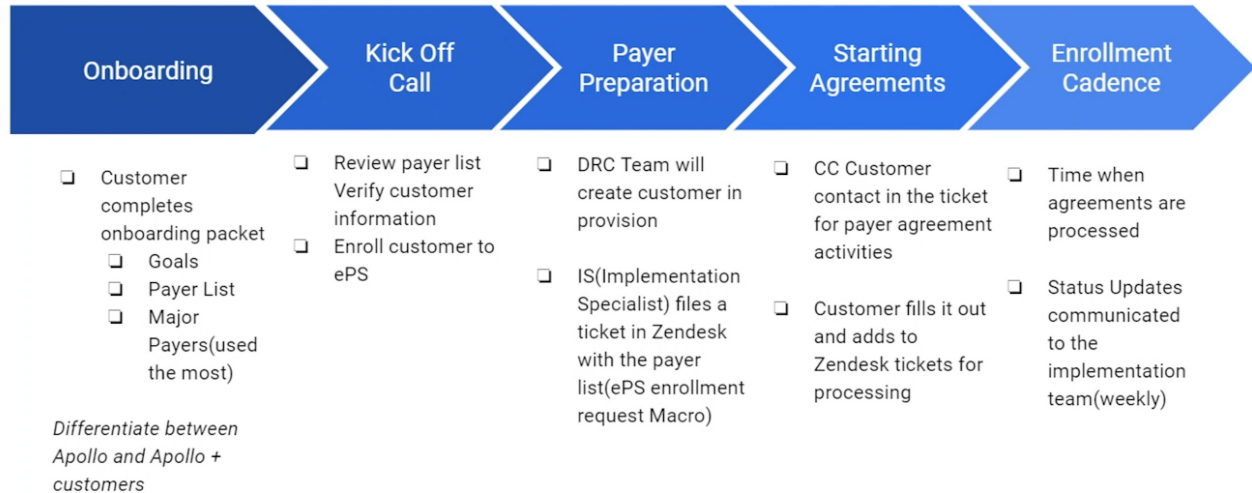 Onboarding
Kick Off
Call
Payer
Preparation
Starting
Agreements
Enrollment
Cadence
Customer
completes
onboarding packet
Goals
Payer List
Major
Payers(used
the most)
Differentiate between
Apollo and Apollo +
customers
Review payer list
Verify customer
information
Enroll customer to
ePS
DRC Team will
create customer in
provision
IS(Implementation
Specialist) files a
ticket in Zendesk
with the payer
list(ePS enrollment
request Macro)
CC Customer
contact in the ticket
for payer agreement
activities
Customer fills it out
and adds to
Zendesk tickets for
processing
Time when
agreements are
processed
Status Updates
communicated
to the
implementation
team(weekly)